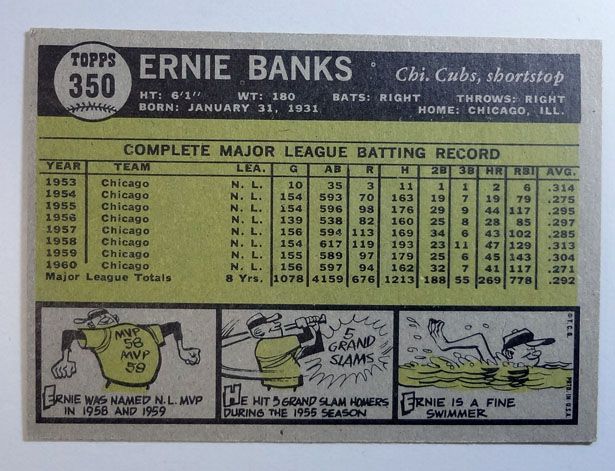 TOPPS
350
ERNIE BANKS
Chi. Cubs, shortstop
HT: 6'1" WT: 180 BATS: RIGHT THROWS: RIGHT
BORN: JANUARY 31, 1931 HOME: CHICAGO, ILL.
COMPLETE MAJOR LEAGUE BATTING RECORD
YEAR TEAM LEA. G AB R H 2B 3B HR RBI AVG.
1953 Chicago N. L. 10 35 3 11 1 1 2 6 .314
1954 Chicago N. L. 154 593 70 163 19 7 19 79 .275
1955 Chicago N. L. 154 596 98 176 29 9 44 117 .295
1956 Chicago N. L. 139 538 82 160 25 8 28 85 .297
1957 Chicago N. L. 156 594 113 169 34 6 43 102 .285
1958 Chicago N. L. 154 617 119 193 23 11 47 129 .313
1959 Chicago N. L. 155 589 97 179 25 6 45 143 .304
1960 Chicago N. L. 156 597 94 162 32 7 41 117 .271
Major League Totals 8 Yrs. 1078 4159 676 1213 188 55 269 778 .292
MVP
58
MVP
59
ERNIE WAS NAMED N.L. MVP
IN 1958 AND 1959
5
GRAND
SLAMS
HE HIT 5 GRAND SLAM HOMERS
DURING THE 1955 SEASON
ERNIE IS A FINE
SWIMMER
© T.C.G.
PRTD. IN U.S.A.